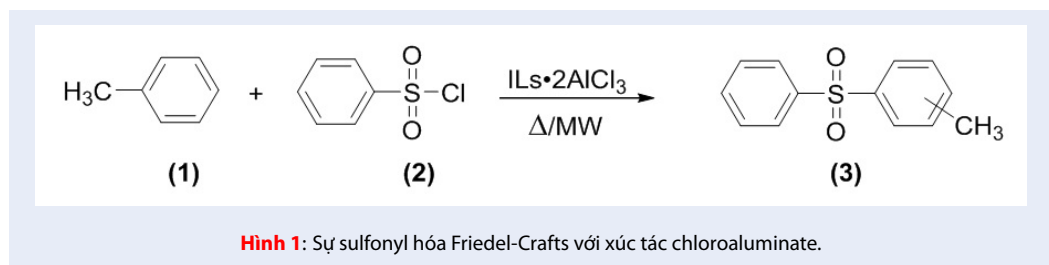 H₃C
+
O
S
Cl
O
ILs•2AlCl₃
Δ/MW
O
S
O
CH₃
(1)
(2)
(3)
Hình 1: Sự sulfonyl hóa Friedel-Crafts với xúc tác chloroaluminate.